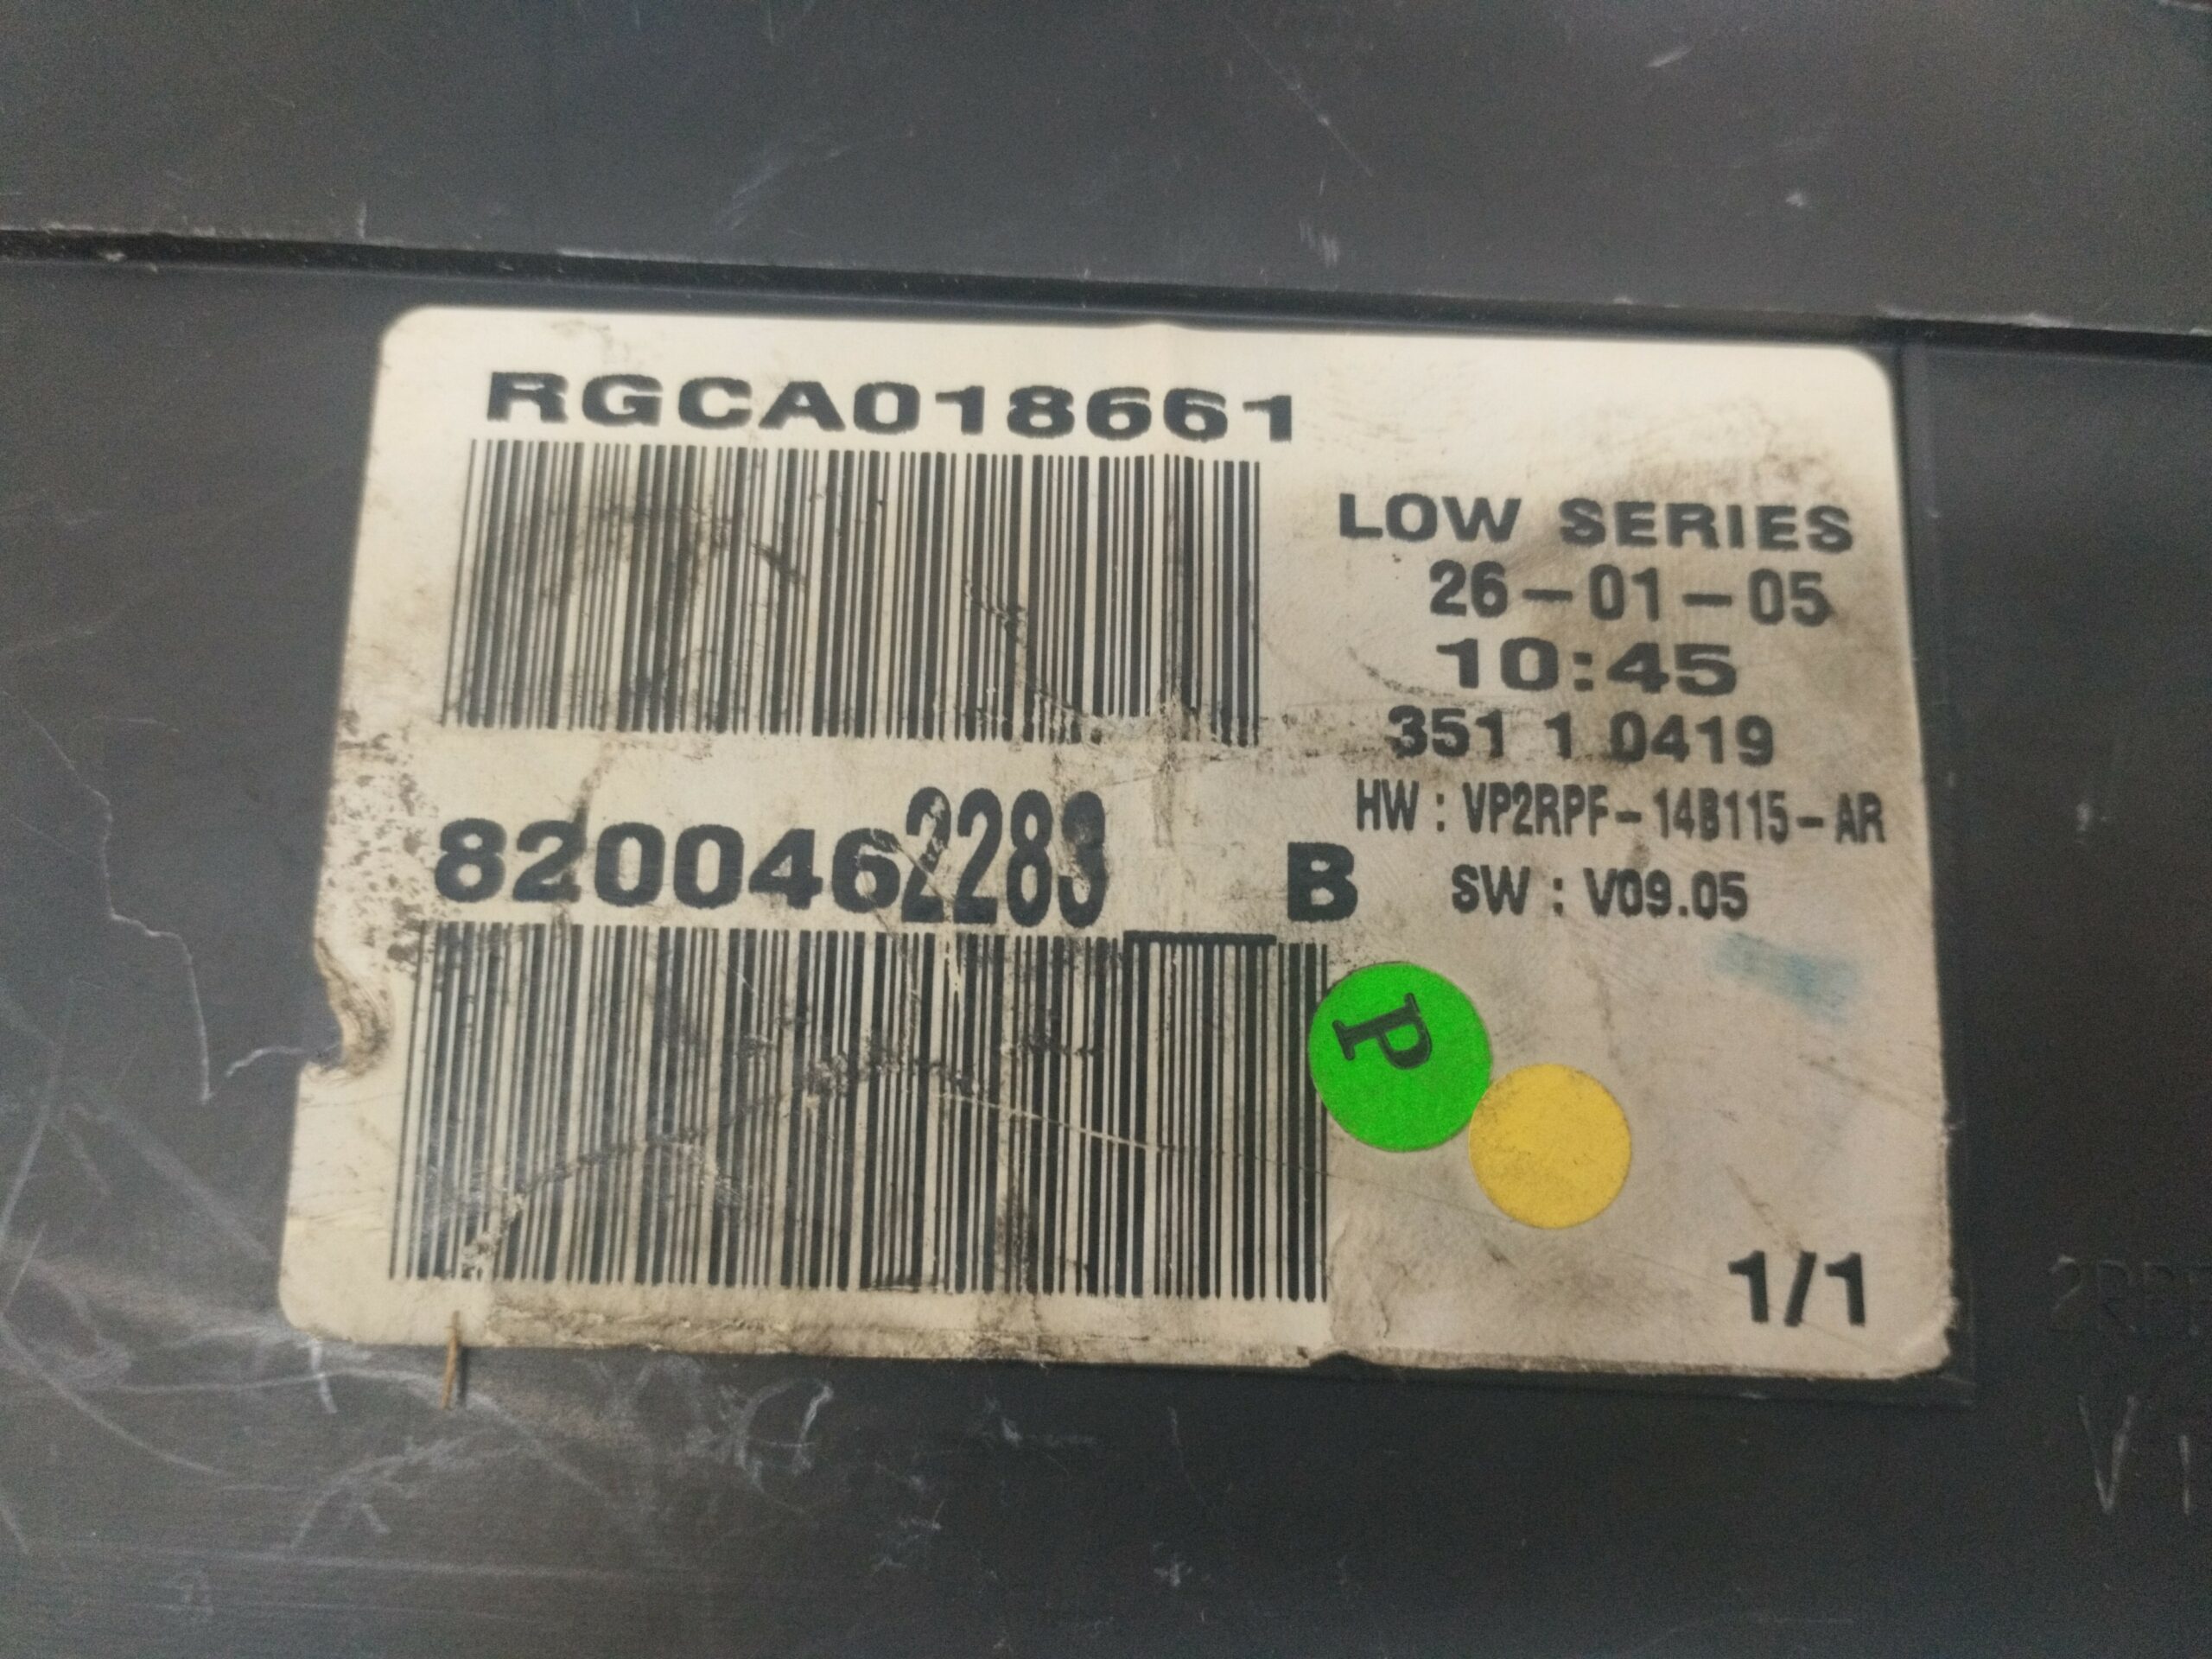 RGCA018661
LOW SERIES
26-01-05
10:45
351 1 0419
HW : VP2RPF-14B115-AR
8200462283 B
SW : V09.05
P
1/1